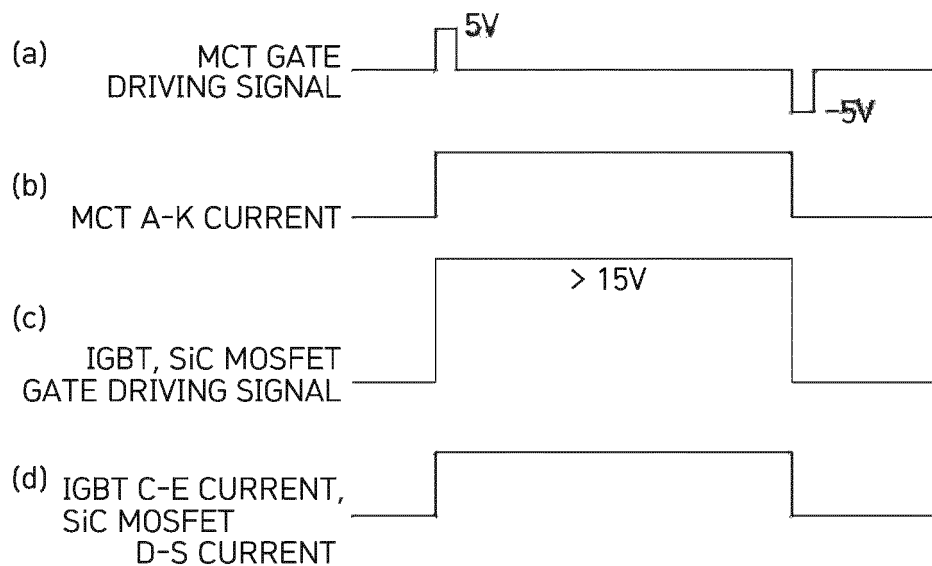 (a)
MCT GATE
DRIVING SIGNAL
5V
-5V
(b)
MCT A-K CURRENT
> 15V
(c)
IGBT, SiC MOSFET
GATE DRIVING SIGNAL
(d)
IGBT C-E CURRENT,
SiC MOSFET
D-S CURRENT